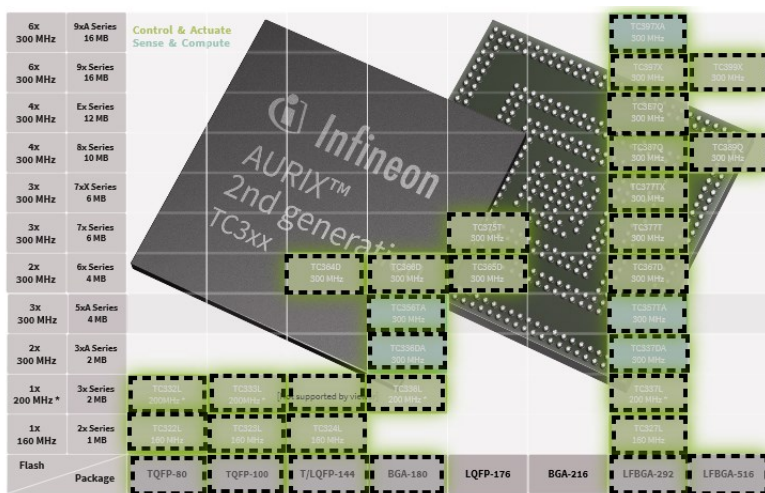 6x 300 MHz 9xA Series 16 MB Control & Actuate Sense & Compute TC397XA 300 MHz
6x 300 MHz 9x Series 16 MB TC397X 300 MHz TC399X 300 MHz
4x 300 MHz Ex Series 12 MB TC3E7Q 300 MHz
4x 300 MHz 8x Series 10 MB TC387Q 300 MHz TC389Q 300 MHz
3x 300 MHz 7xX Series 6 MB TC377TX 300 MHz
3x 300 MHz 7x Series 6 MB TC375T 300 MHz TC377T 300 MHz
2x 300 MHz 6x Series 4 MB TC364D 300 MHz TC366D 300 MHz TC365D 300 MHz TC367D 300 MHz
3x 300 MHz 5xA Series 4 MB TC356TA 300 MHz TC357TA 300 MHz
2x 300 MHz 3xA Series 2 MB TC336DA 300 MHz TC337DA 300 MHz
1x 200 MHz * 3x Series 2 MB TC332L 200MHz * TC333L 200MHz * [Not supported by view TC336L 200 MHz * TC337L 200 MHz *
1x 160 MHz 2x Series 1 MB TC322L 160 MHz TC323L 160 MHz TC324L 160 MHz TC327L 160 MHz
Flash Package TQFP-80 TQFP-100 T/LQFP-144 BGA-180 LQFP-176 BGA-216 LFBGA-292 LFBGA-516
Infineon
AURIX™
2nd generati
TC3xx